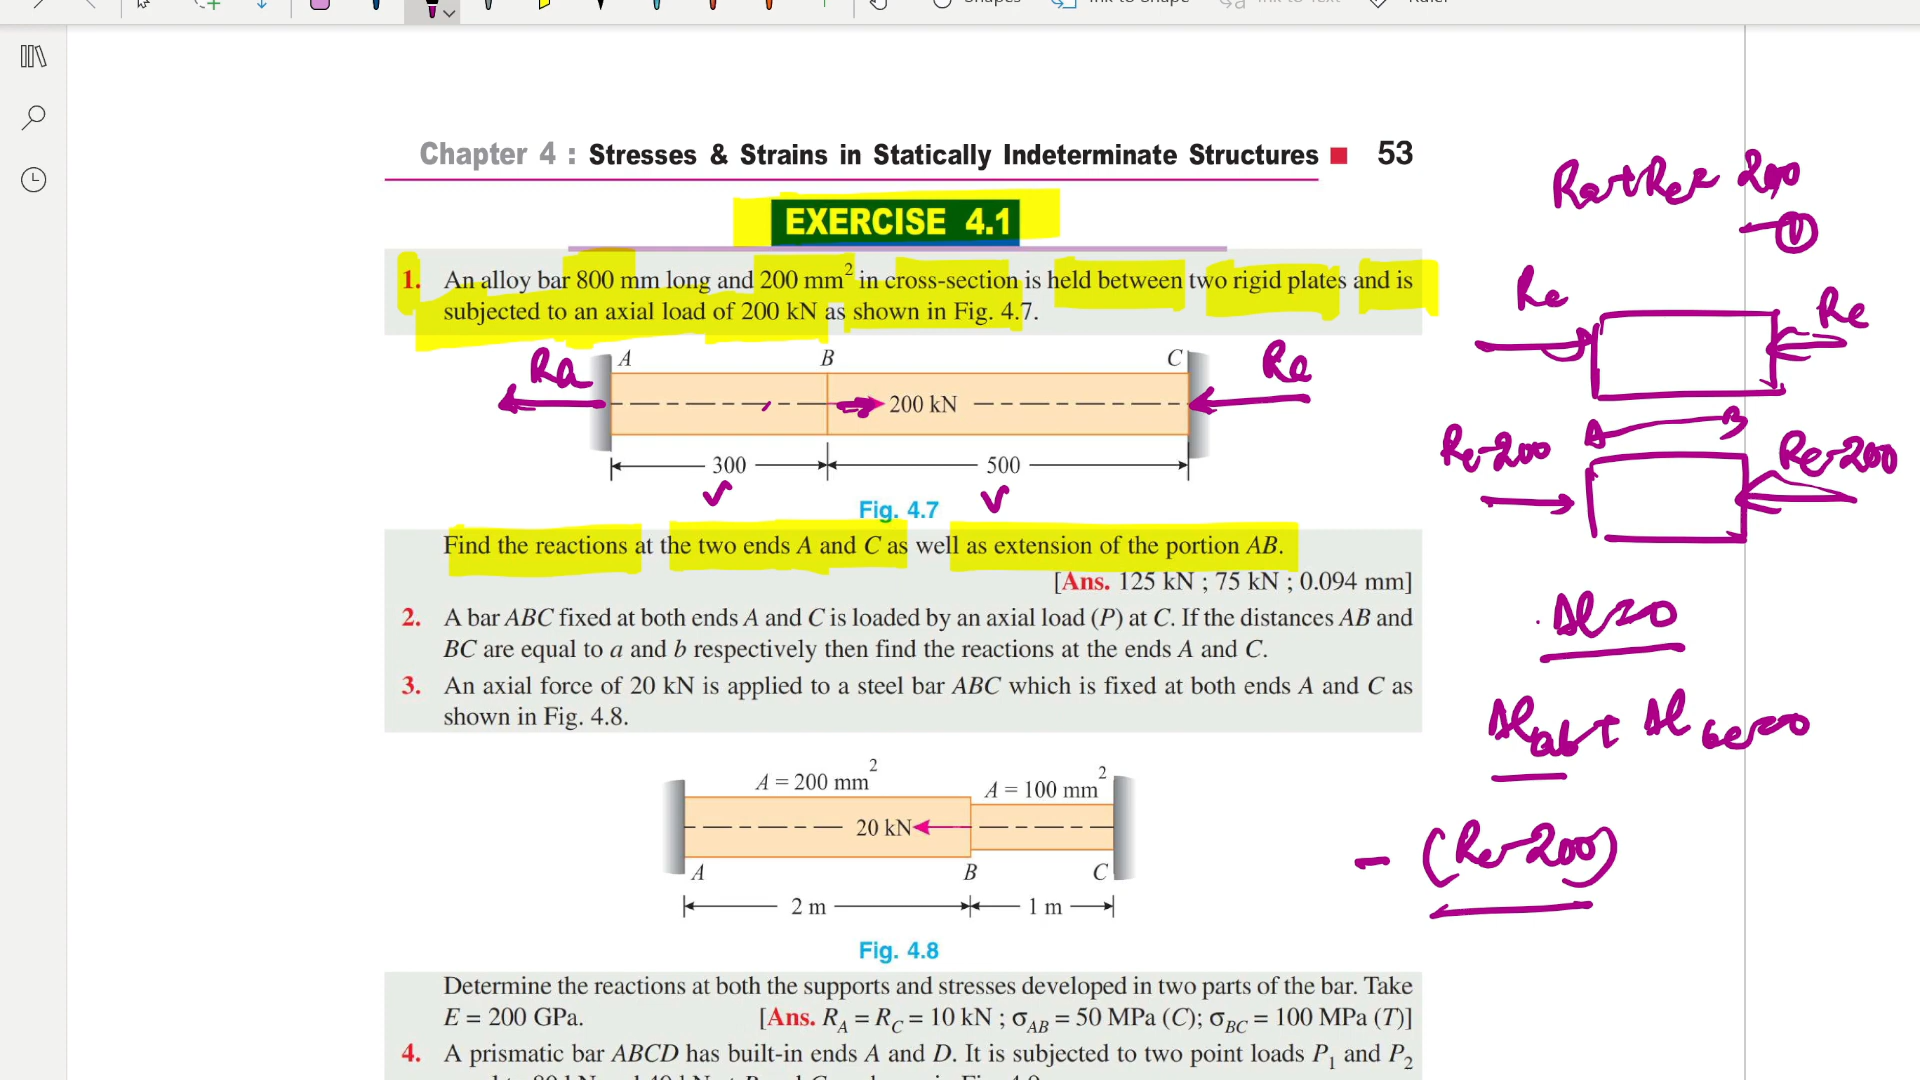 Chapter 4 : Stresses & Strains in Statically Indeterminate Structures ■ 53
EXERCISE 4.1
1. An alloy bar 800 mm long and 200 mm² in cross-section is held between two rigid plates and is
subjected to an axial load of 200 kN as shown in Fig. 4.7.
Ra
A
B
C
Re
200 kN
300
500
Fig. 4.7
Find the reactions at the two ends A and C as well as extension of the portion AB.
[Ans. 125 kN ; 75 kN ; 0.094 mm]
2. A bar ABC fixed at both ends A and C is loaded by an axial load (P) at C. If the distances AB and
BC are equal to a and b respectively then find the reactions at the ends A and C.
3. An axial force of 20 kN is applied to a steel bar ABC which is fixed at both ends A and C as
shown in Fig. 4.8.
A = 200 mm²
A = 100 mm²
20 kN
A
B
C
2 m
1 m
Fig. 4.8
Determine the reactions at both the supports and stresses developed in two parts of the bar. Take
E = 200 GPa. [Ans. R_A = R_C = 10 kN ; σ_AB = 50 MPa (C); σ_BC = 100 MPa (T)]
4. A prismatic bar ABCD has built-in ends A and D. It is subjected to two point loads P₁ and P₂
Ra+Rc= 200
①
Rc
Rc
A
B
Rc-200
Rc-200
Δl=0
Δl ab + Δl bc=0
- (Rc-200)